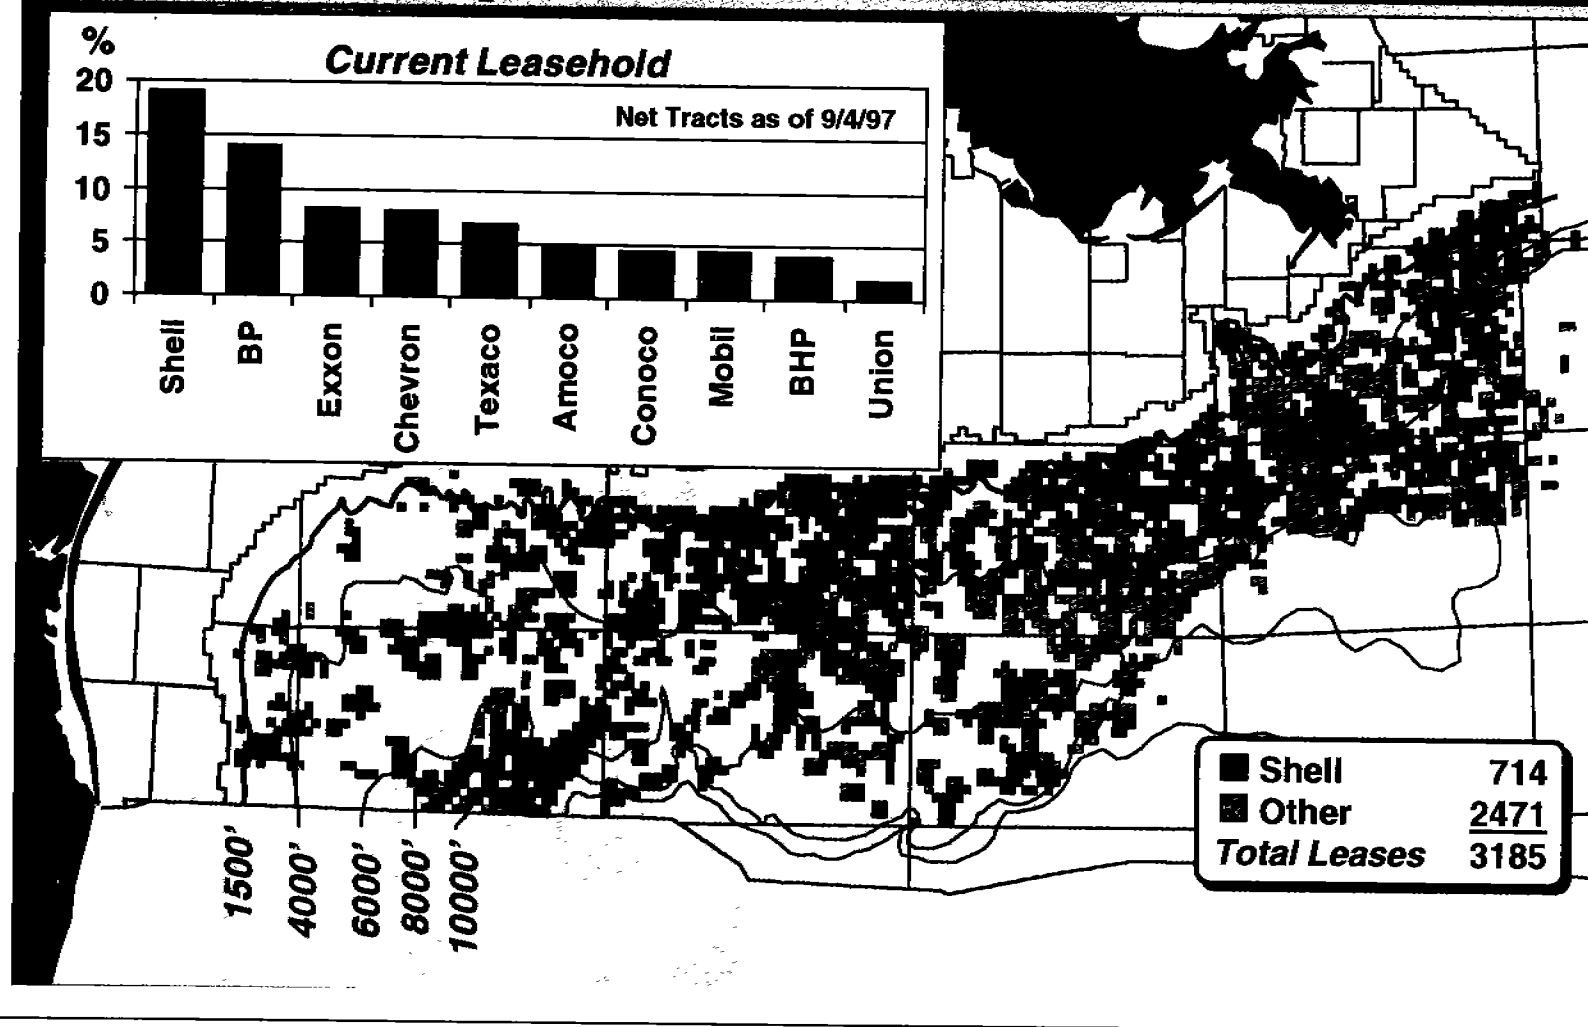 %
Current Leasehold
20
Net Tracts as of 9/4/97
15
10
5
0
Shell
BP
Exxon
Chevron
Texaco
Amoco
Conoco
Mobil
BHP
Union
1500'
4000'
6000'
8000'
10000'
Shell 714
Other 2471
Total Leases 3185